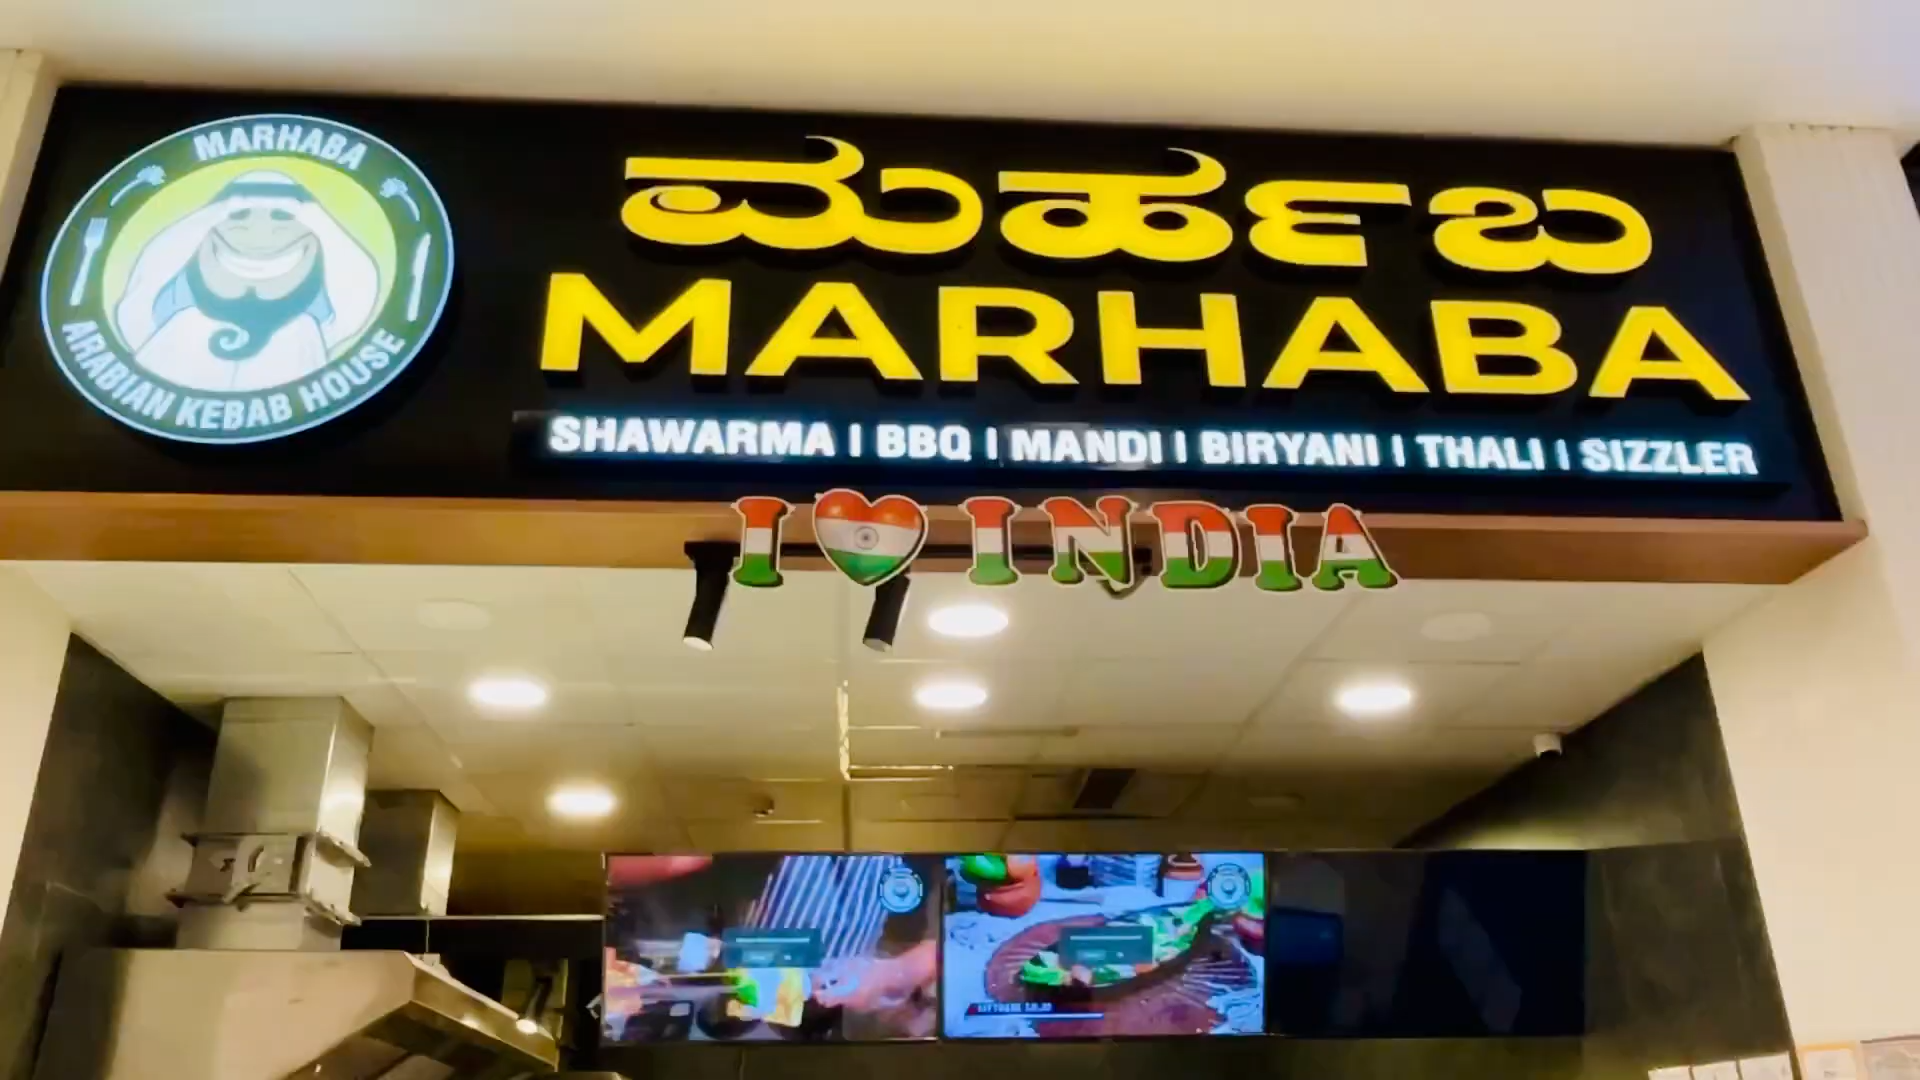 MARHABA
ARABIAN KEBAB HOUSE
ಮರ್ಹಬ
MARHABA
SHAWARMA | BBQ | MANDI | BIRYANI | THALI | SIZZLER
I ❤ INDIA